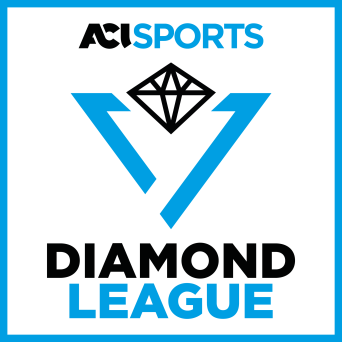 ACI SPORTS
DIAMOND
LEAGUE